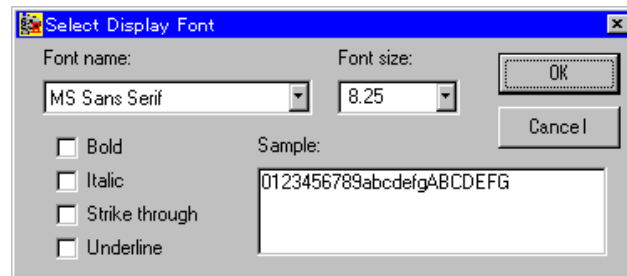 Select Display Font
Font name:
Font size:
MS Sans Serif
8.25
OK
Cancel
Bold
Sample:
Italic
0123456789abcdefgABCDEFG
Strike through
Underline